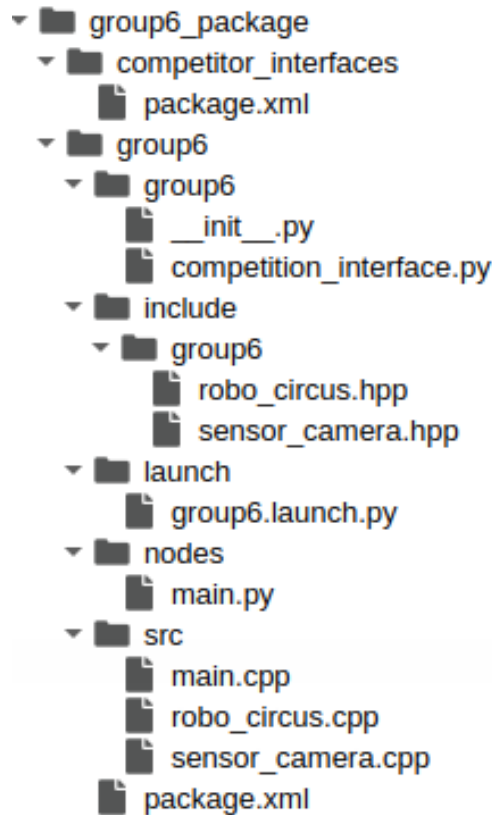 group6_package
competitor_interfaces
package.xml
group6
group6
__init__.py
competition_interface.py
include
group6
robo_circus.hpp
sensor_camera.hpp
launch
group6.launch.py
nodes
main.py
src
main.cpp
robo_circus.cpp
sensor_camera.cpp
package.xml